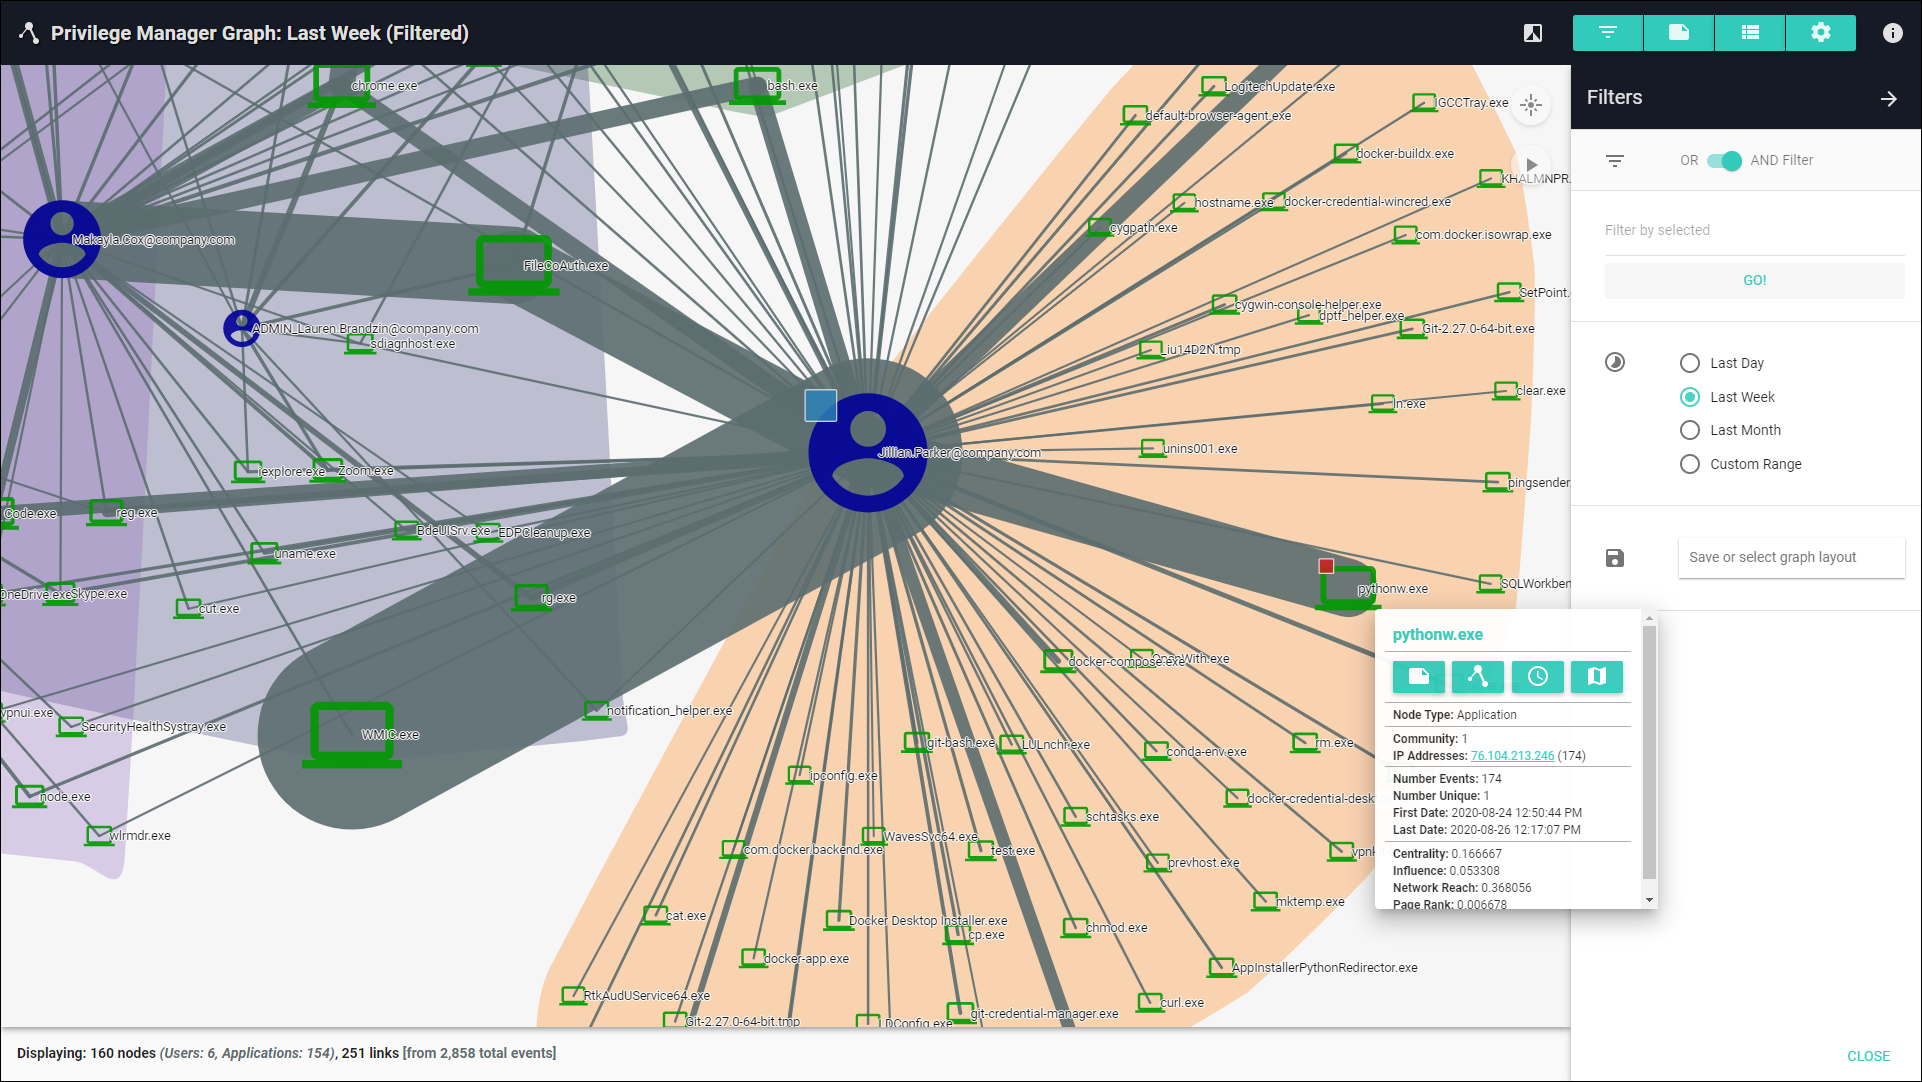 Privilege Manager Graph: Last Week (Filtered)
Filters
OR AND Filter
Filter by selected
GO!
Last Day
Last Week
Last Month
Custom Range
Save or select graph layout
CLOSE
chrome.exe
bash.exe
LogitechUpdate.exe
IGCCTray.exe
default-browser-agent.exe
docker-buildx.exe
KHALMNPR.
hostname.exe
docker-credential-wincred.exe
cygpath.exe
com.docker.isowrap.exe
Makayla.Cox@company.com
FileCoAuth.exe
SetPoint.
cygwin-console-helper.exe
dptf_helper.exe
Git-2.27.0-64-bit.exe
ADMIN_Lauren.Brandzin@company.com
sdiagnhost.exe
_iu14D2N.tmp
clear.exe
ln.exe
Jillian.Parker@company.com
unins001.exe
iexplore.exe
Zoom.exe
pingsender
Code.exe
reg.exe
BdeUISrv.exe
EDPCleanup.exe
uname.exe
SQLWorkben
pythonw.exe
OneDrive.exe
Skype.exe
rg.exe
cut.exe
docker-compose.exe
OpenWith.exe
vpnui.exe
SecurityHealthSystray.exe
notification_helper.exe
WMIC.exe
git-bash.exe
LULnchr.exe
conda-env.exe
rm.exe
ipconfig.exe
node.exe
docker-credential-desk
schtasks.exe
wlrmdr.exe
WavesSvc64.exe
com.docker.backend.exe
test.exe
prevhost.exe
vpnk
mktemp.exe
cat.exe
Docker Desktop Installer.exe
cp.exe
chmod.exe
docker-app.exe
AppInstallerPythonRedirector.exe
RtkAudUService64.exe
curl.exe
git-credential-manager.exe
Git-2.27.0-64-bit.tmp
LDConfig.exe
pythonw.exe
Node Type: Application
Community: 1
IP Addresses: 76.104.213.246 (174)
Number Events: 174
Number Unique: 1
First Date: 2020-08-24 12:50:44 PM
Last Date: 2020-08-26 12:17:07 PM
Centrality: 0.166667
Influence: 0.053308
Network Reach: 0.368056
Page Rank: 0.006678
Displaying: 160 nodes (Users: 6, Applications: 154), 251 links [from 2,858 total events]